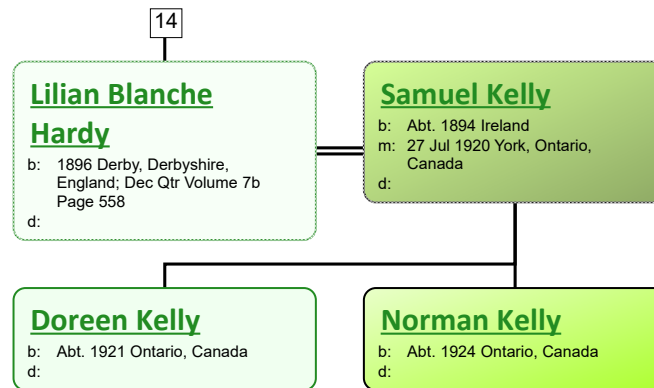 14
Lilian Blanche
Hardy
b: 1896 Derby, Derbyshire,
England; Dec Qtr Volume 7b
Page 558
d:
Samuel Kelly
b: Abt. 1894 Ireland
m: 27 Jul 1920 York, Ontario,
Canada
d:
Doreen Kelly
b: Abt. 1921 Ontario, Canada
d:
Norman Kelly
b: Abt. 1924 Ontario, Canada
d: